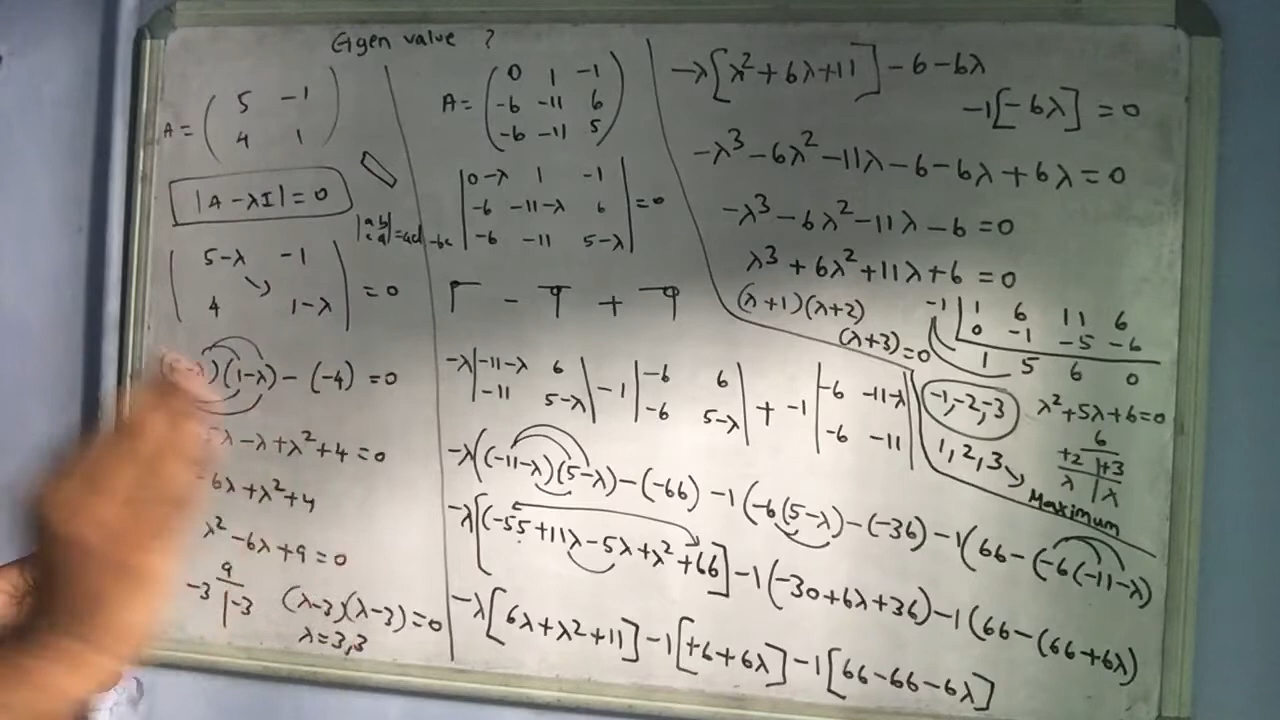 Eigen value ?
A = ( 5 -1
4 1 )
|A - λI| = 0
|a b
c d| = ad - bc
| 5-λ -1
4 1-λ | = 0
-λ)(1-λ) - (-4) = 0
5λ - λ + λ² + 4 = 0
6λ + λ² + 4
λ² - 6λ + 9 = 0
9
-3 | -3
(λ-3)(λ-3) = 0
λ = 3,3
A = ( 0 1 -1
-6 -11 6
-6 -11 5 )
| 0-λ 1 -1
-6 -11-λ 6
-6 -11 5-λ | = 0
- +
-λ | -11-λ 6
-11 5-λ | - 1 | -6 6
-6 5-λ | + -1 | -6 -11-λ
-6 -11 |
-λ((-11-λ)(5-λ) - (-66) - 1(-6(5-λ) - (-36) - 1(66 - (-6(-11-λ)
-λ[(-55 + 11λ - 5λ + λ² + 66] - 1(-30 + 6λ + 36) - 1(66 - (66 + 6λ)
-λ[6λ + λ² + 11] - 1[+6 + 6λ] - 1[66 - 66 - 6λ]
-λ[λ² + 6λ + 11] - 6 - 6λ
-1[-6λ] = 0
-λ³ - 6λ² - 11λ - 6 - 6λ + 6λ = 0
-λ³ - 6λ² - 11λ - 6 = 0
λ³ + 6λ² + 11λ + 6 = 0
(λ+1)(λ+2)
(λ+3) = 0
-1 | 1 6 11 6
0 -1 -5 -6
1 5 6 0
-1, -2, -3
λ² + 5λ + 6 = 0
6
+2 | +3
λ | λ
1, 2, 3
Maximum